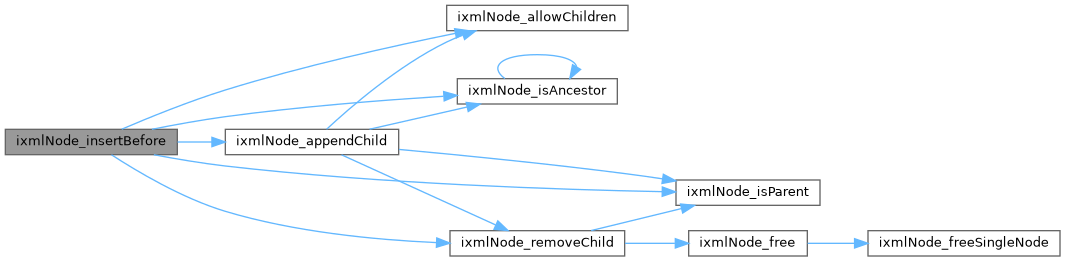 ixmlNode_allowChildren
ixmlNode_isAncestor
ixmlNode_insertBefore
ixmlNode_appendChild
ixmlNode_isParent
ixmlNode_removeChild
ixmlNode_free
ixmlNode_freeSingleNode